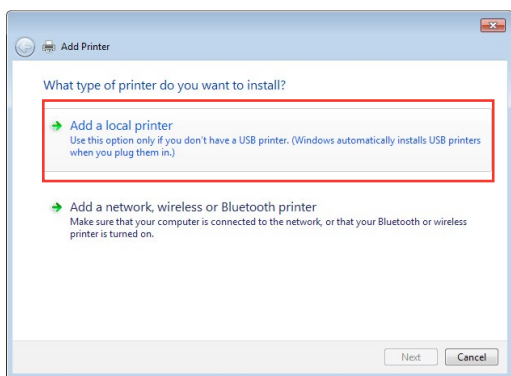 Add Printer
What type of printer do you want to install?
Add a local printer
Use this option only if you don't have a USB printer. (Windows automatically installs USB printers
when you plug them in.)
Add a network, wireless or Bluetooth printer
Make sure that your computer is connected to the network, or that your Bluetooth or wireless
printer is turned on.
Next Cancel